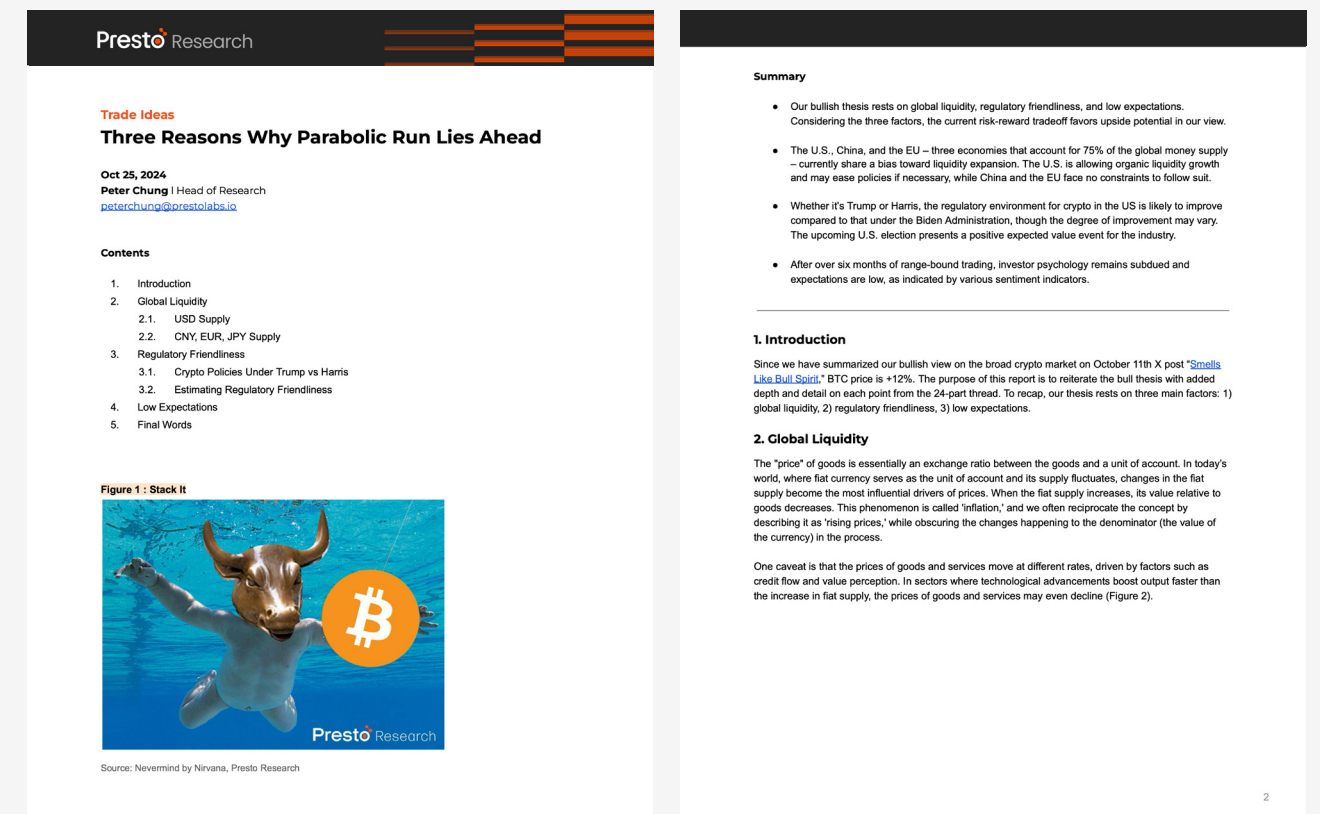 Presto Research
Trade Ideas
Three Reasons Why Parabolic Run Lies Ahead
Oct 25, 2024
Peter Chung | Head of Research
peterchung@prestolabs.io
Contents
1. Introduction
2. Global Liquidity
2.1. USD Supply
2.2. CNY, EUR, JPY Supply
3. Regulatory Friendliness
3.1. Crypto Policies Under Trump vs Harris
3.2. Estimating Regulatory Friendliness
4. Low Expectations
5. Final Words
Figure 1 : Stack It
Presto Research
Source: Nevermind by Nirvana, Presto Research
Summary
● Our bullish thesis rests on global liquidity, regulatory friendliness, and low expectations.
Considering the three factors, the current risk-reward tradeoff favors upside potential in our view.
● The U.S., China, and the EU – three economies that account for 75% of the global money supply
– currently share a bias toward liquidity expansion. The U.S. is allowing organic liquidity growth
and may ease policies if necessary, while China and the EU face no constraints to follow suit.
● Whether it's Trump or Harris, the regulatory environment for crypto in the US is likely to improve
compared to that under the Biden Administration, though the degree of improvement may vary.
The upcoming U.S. election presents a positive expected value event for the industry.
● After over six months of range-bound trading, investor psychology remains subdued and
expectations are low, as indicated by various sentiment indicators.
1. Introduction
Since we have summarized our bullish view on the broad crypto market on October 11th X post “Smells
Like Bull Spirit,” BTC price is +12%. The purpose of this report is to reiterate the bull thesis with added
depth and detail on each point from the 24-part thread. To recap, our thesis rests on three main factors: 1)
global liquidity, 2) regulatory friendliness, 3) low expectations.
2. Global Liquidity
The "price" of goods is essentially an exchange ratio between the goods and a unit of account. In today’s
world, where fiat currency serves as the unit of account and its supply fluctuates, changes in the fiat
supply become the most influential drivers of prices. When the fiat supply increases, its value relative to
goods decreases. This phenomenon is called 'inflation,' and we often reciprocate the concept by
describing it as 'rising prices,' while obscuring the changes happening to the denominator (the value of
the currency) in the process.
One caveat is that the prices of goods and services move at different rates, driven by factors such as
credit flow and value perception. In sectors where technological advancements boost output faster than
the increase in fiat supply, the prices of goods and services may even decline (Figure 2).
2